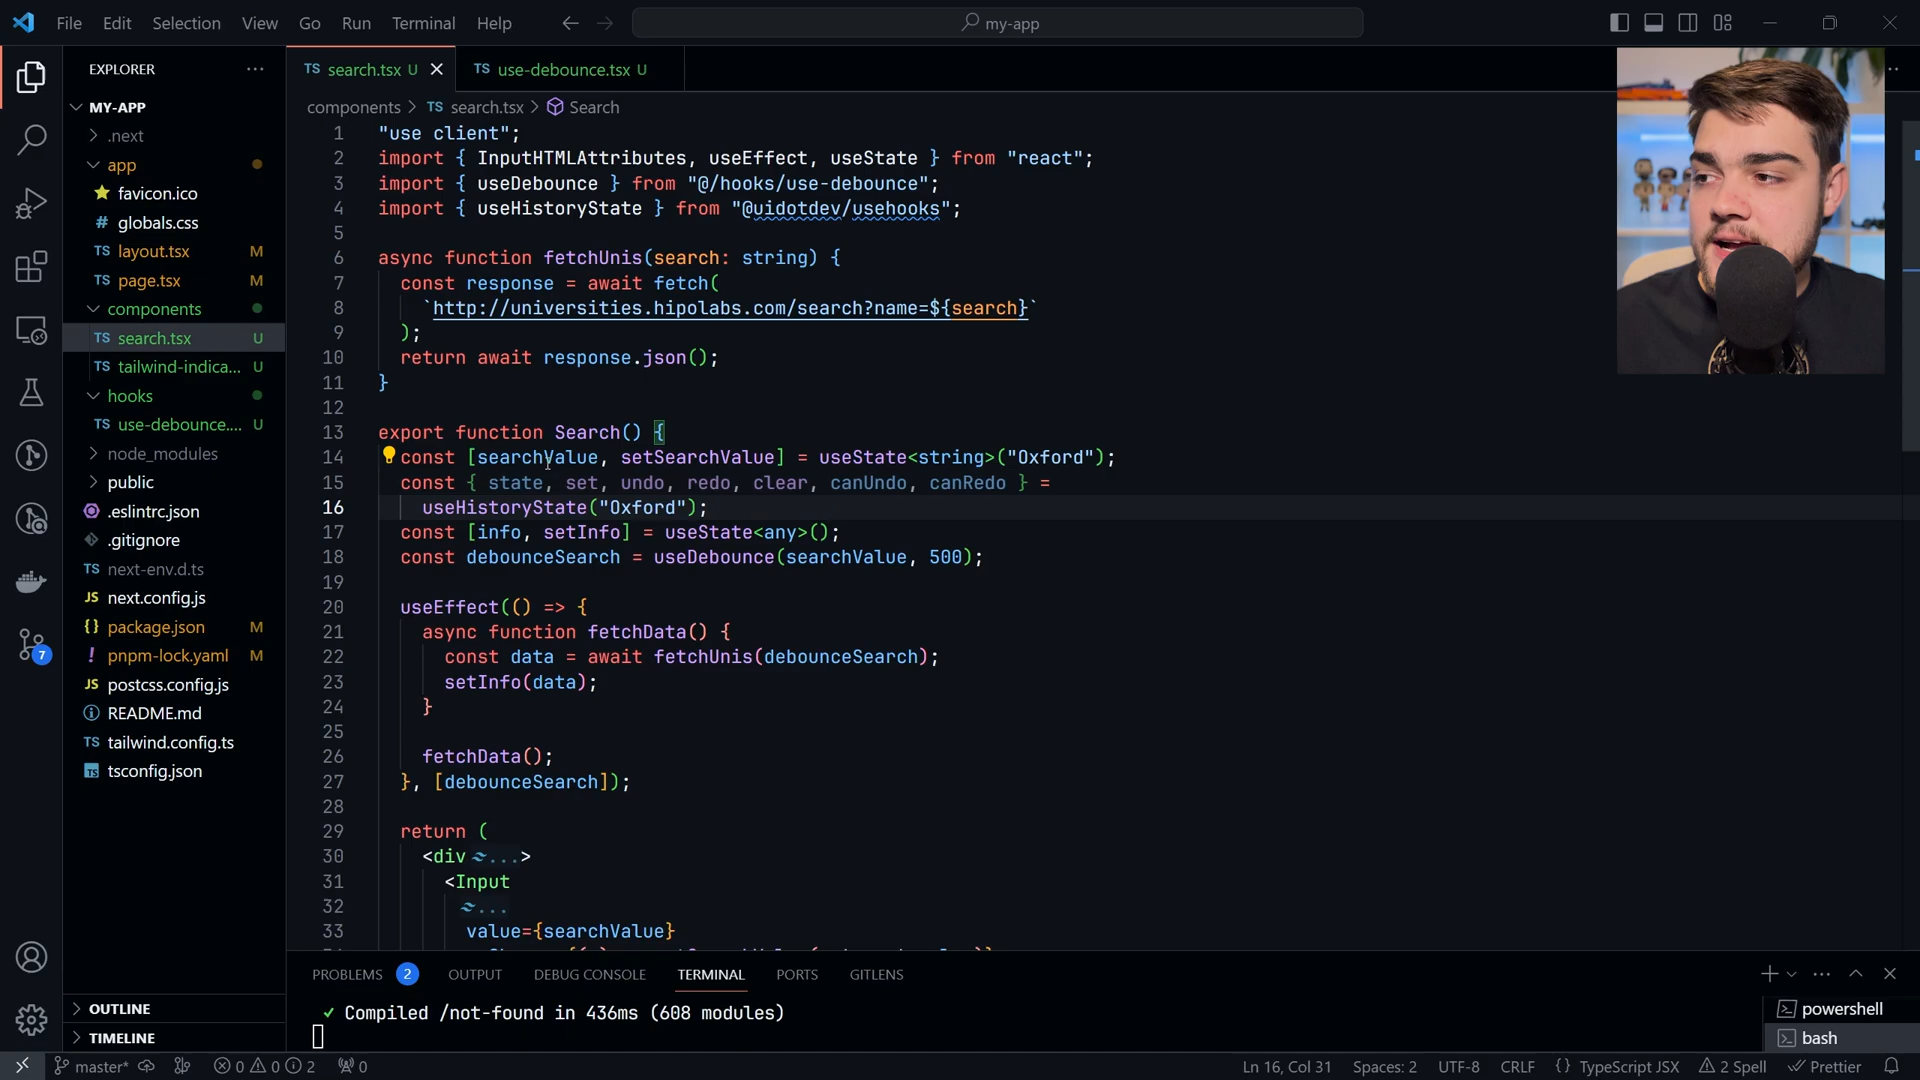 File Edit Selection View Go Run Terminal Help
my-app
EXPLORER
MY-APP
.next
app
favicon.ico
# globals.css
TS layout.tsx M
TS page.tsx M
components
TS search.tsx U
TS tailwind-indica... U
hooks
TS use-debounce.... U
node_modules
public
.eslintrc.json
.gitignore
TS next-env.d.ts
JS next.config.js
{} package.json M
! pnpm-lock.yaml M
JS postcss.config.js
README.md
TS tailwind.config.ts
TS tsconfig.json
OUTLINE
TIMELINE
7
TS search.tsx U
TS use-debounce.tsx U
components > TS search.tsx > Search
1 "use client";
2 import { InputHTMLAttributes, useEffect, useState } from "react";
3 import { useDebounce } from "@/hooks/use-debounce";
4 import { useHistoryState } from "@uidotdev/usehooks";
5
6 async function fetchUnis(search: string) {
7 const response = await fetch(
8 `http://universities.hipolabs.com/search?name=${search}`
9 );
10 return await response.json();
11 }
12
13 export function Search() {
14 const [searchValue, setSearchValue] = useState<string>("Oxford");
15 const { state, set, undo, redo, clear, canUndo, canRedo } =
16 useHistoryState("Oxford");
17 const [info, setInfo] = useState<any>();
18 const debounceSearch = useDebounce(searchValue, 500);
19
20 useEffect(() => {
21 async function fetchData() {
22 const data = await fetchUnis(debounceSearch);
23 setInfo(data);
24 }
25
26 fetchData();
27 }, [debounceSearch]);
28
29 return (
30 <div ...>
31 <Input
32 ...
33 value={searchValue}
PROBLEMS 2 OUTPUT DEBUG CONSOLE TERMINAL PORTS GITLENS
✓ Compiled /not-found in 436ms (608 modules)
powershell
bash
master* 0 0 2 0 Ln 16, Col 31 Spaces: 2 UTF-8 CRLF {} TypeScript JSX 2 Spell Prettier